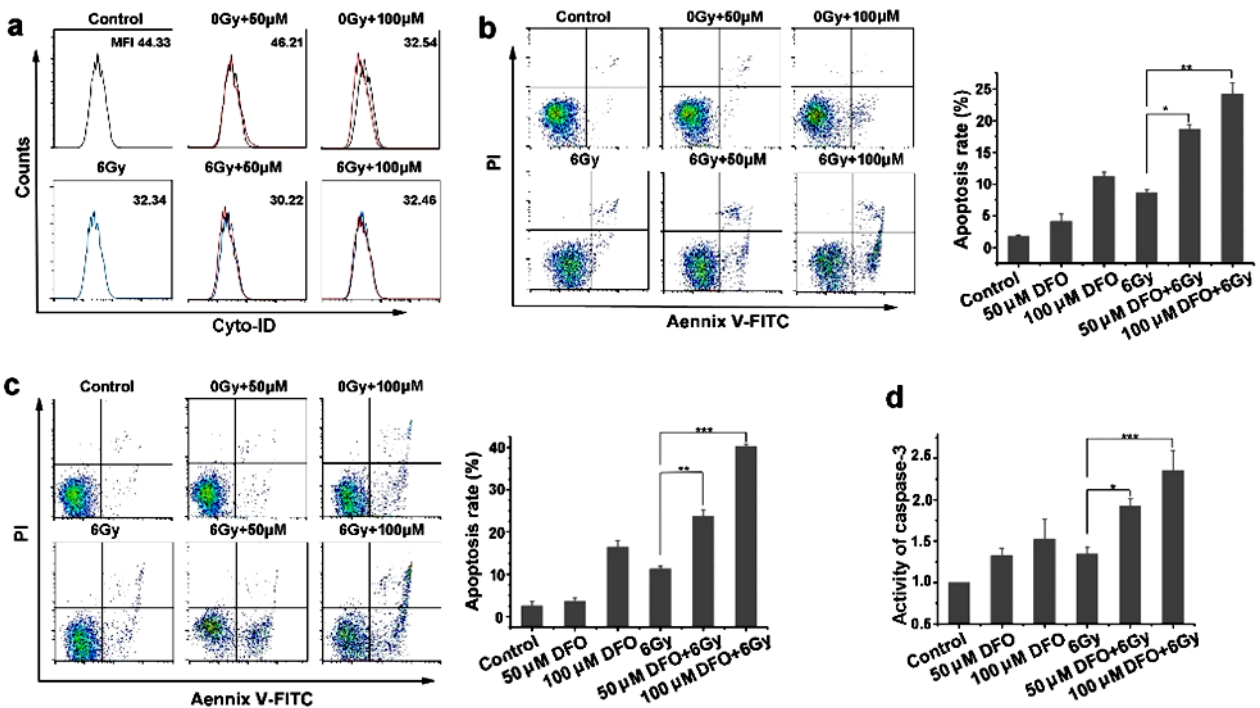 a
Control
0Gy+50μM
0Gy+100μM
MFI 44.33
46.21
32.54
6Gy
6Gy+50μM
6Gy+100μM
32.34
30.22
32.46
Counts
Cyto-ID
b
Control
0Gy+50μM
0Gy+100μM
6Gy
6Gy+50μM
6Gy+100μM
PI
Aennix V-FITC
Apoptosis rate (%)
25
20
15
10
5
0
*
**
Control
50 μM DFO
100 μM DFO
6Gy
50 μM DFO+6Gy
100 μM DFO+6Gy
c
Control
0Gy+50μM
0Gy+100μM
6Gy
6Gy+50μM
6Gy+100μM
PI
Aennix V-FITC
Apoptosis rate (%)
40
30
20
10
0
***
**
Control
50 μM DFO
100 μM DFO
6Gy
50 μM DFO+6Gy
100 μM DFO+6Gy
d
Activity of caspase-3
2.5
2.0
1.5
1.0
0.5
***
*
Control
50 μM DFO
100 μM DFO
6Gy
50 μM DFO+6Gy
100 μM DFO+6Gy